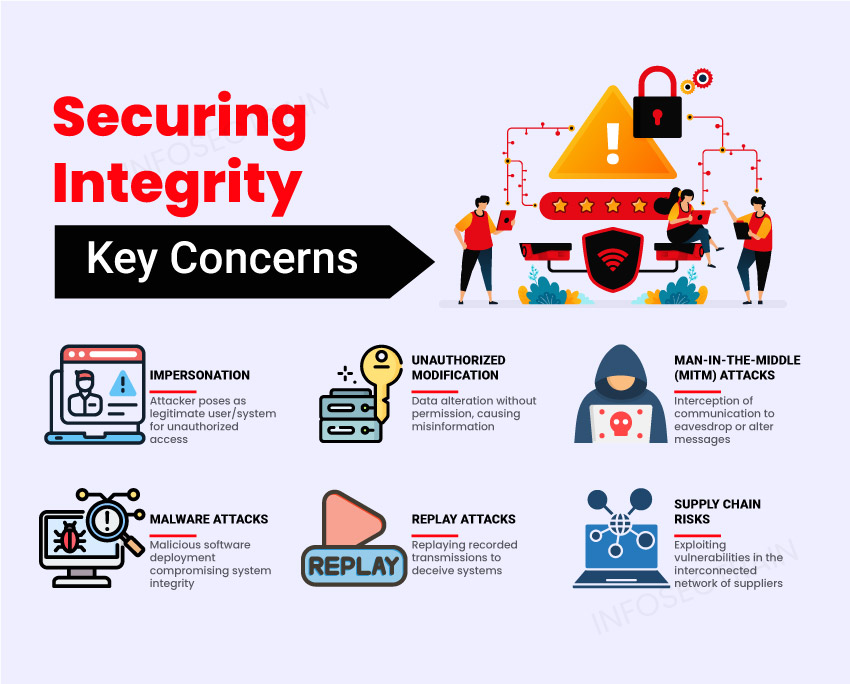 Securing
Integrity
Key Concerns
IMPERSONATION
Attacker poses as
legitimate user/system
for unauthorized
access
UNAUTHORIZED
MODIFICATION
Data alteration without
permission, causing
misinformation
MAN-IN-THE-MIDDLE
(MITM) ATTACKS
Interception of
communication to
eavesdrop or alter
messages
MALWARE ATTACKS
Malicious software
deployment
compromising system
integrity
REPLAY
REPLAY ATTACKS
Replaying recorded
transmissions to
deceive systems
SUPPLY CHAIN
RISKS
Exploiting
vulnerabilities in the
interconnected
network of suppliers